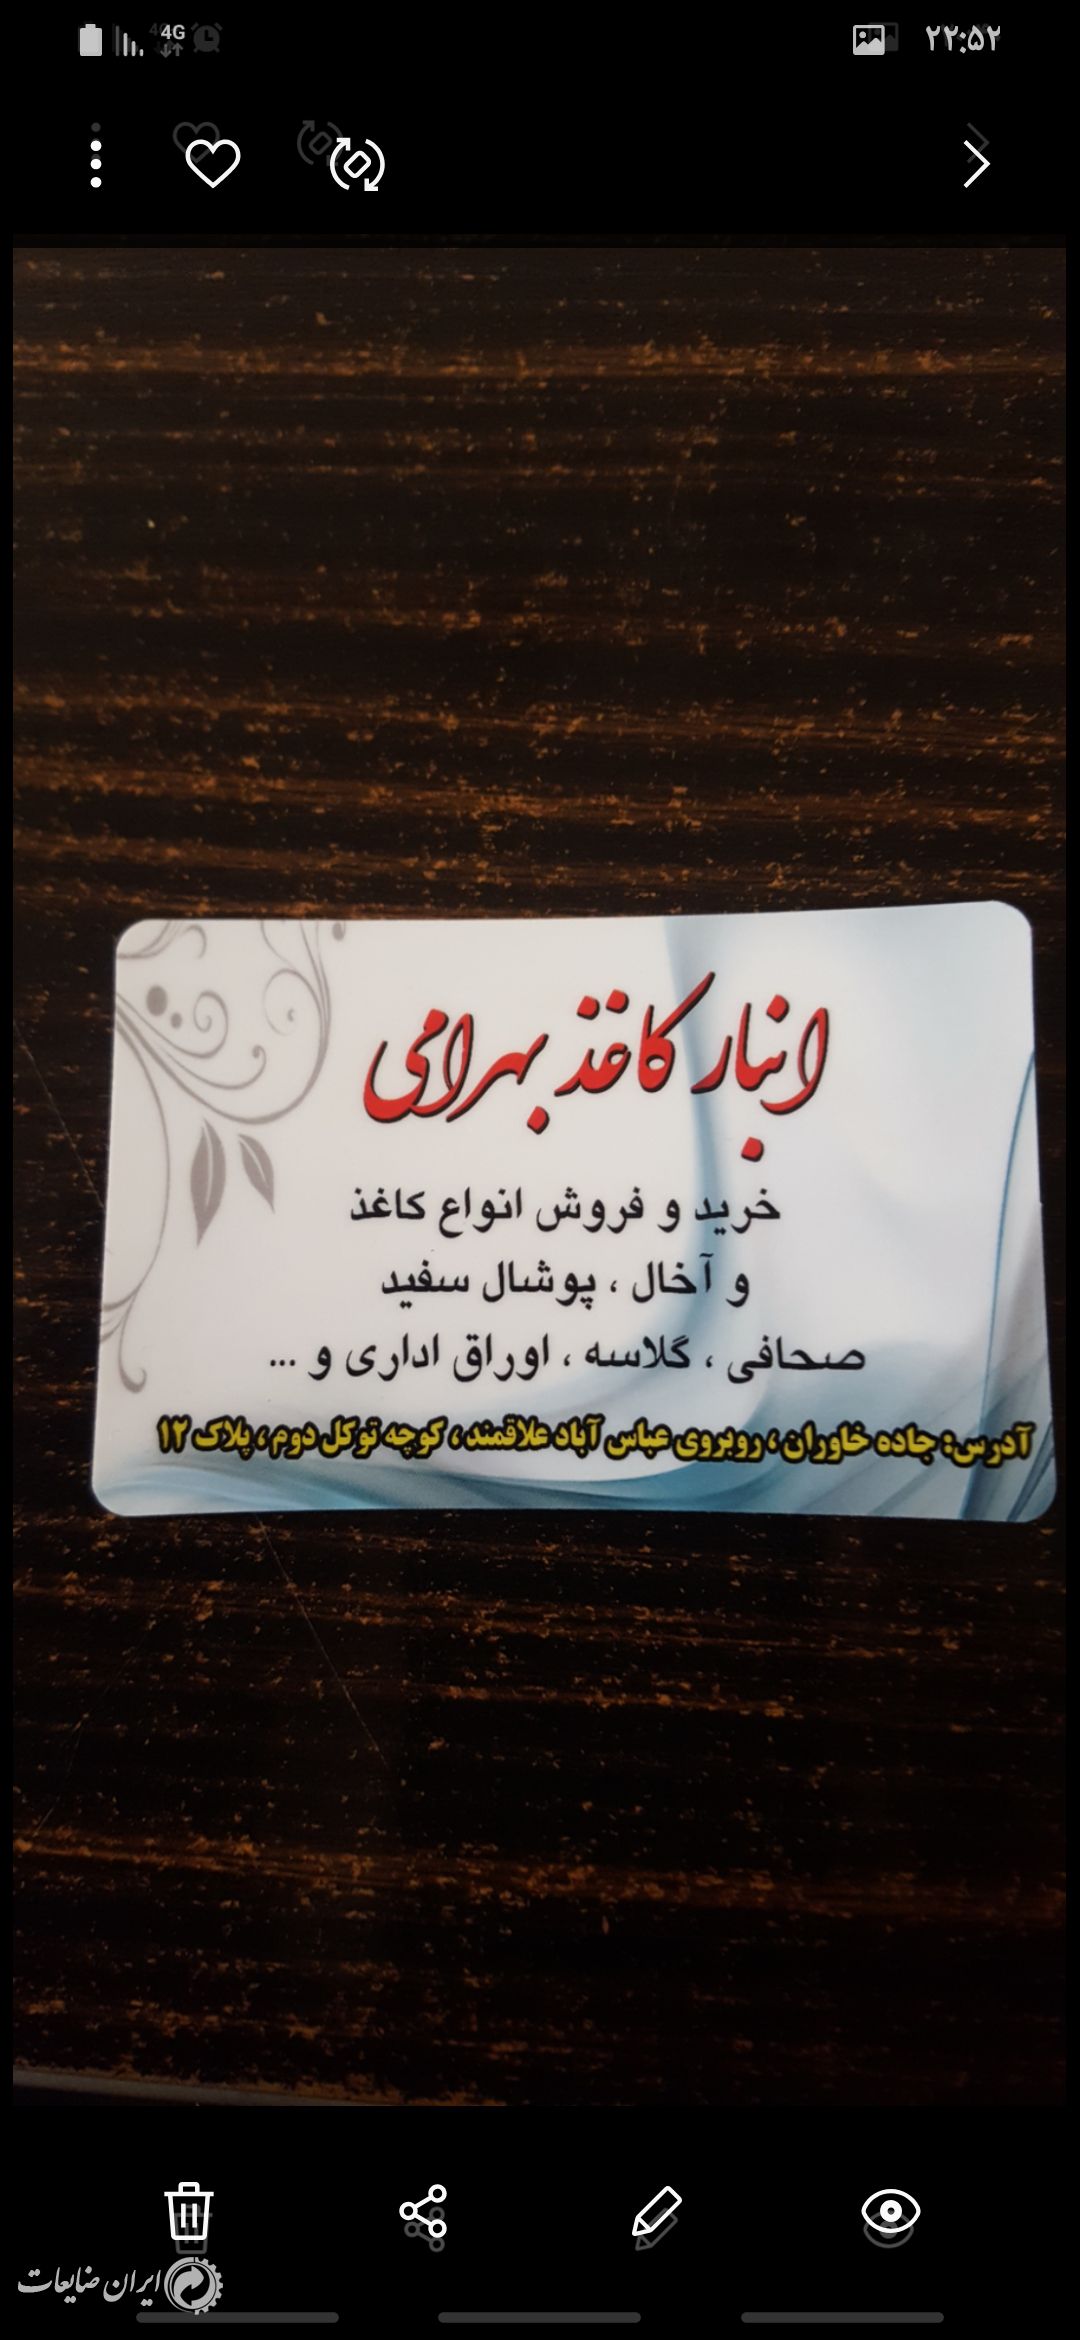 4G
۲۲:۵۲
انبار کاغذ بهرامی
خرید و فروش انواع کاغذ
و آخال ، پوشال سفید
صحافی ، گلاسه ، اوراق اداری و ...
آدرس: جاده خاوران ، روبروی عباس آباد علاقمند ، کوچه توکل دوم ، پلاک ۱۲
ایران ضایعات